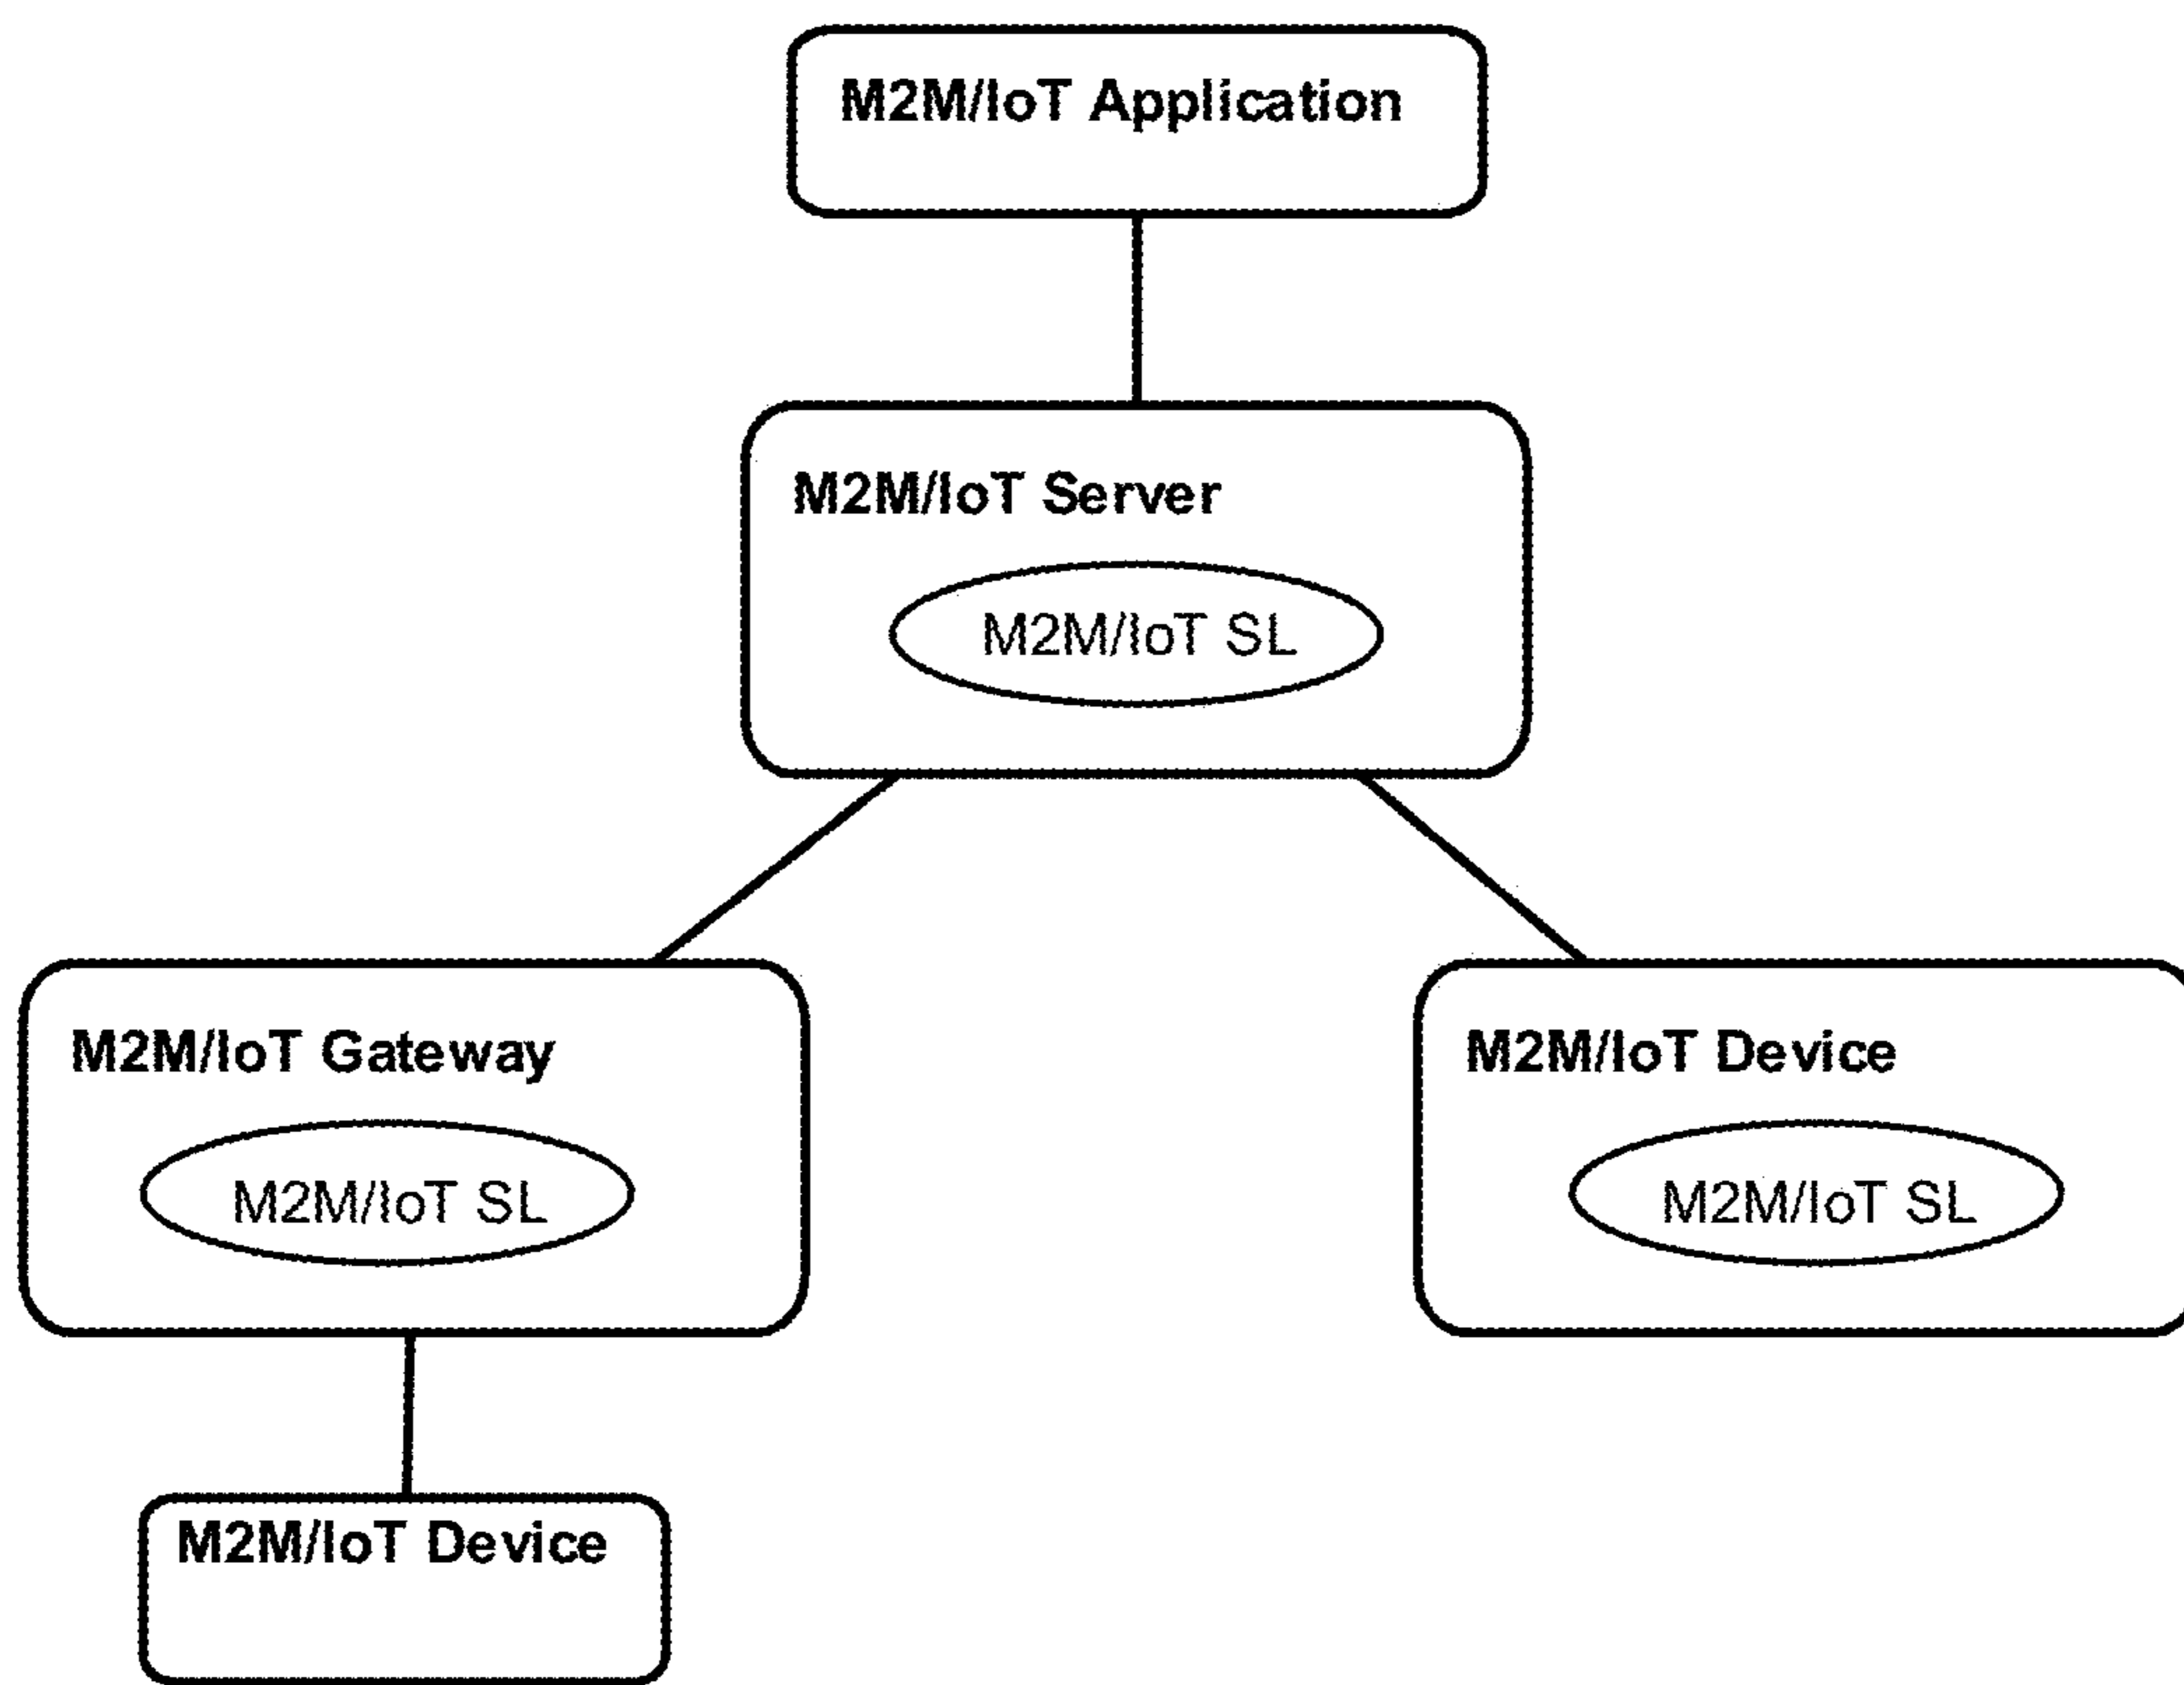 M2M/IoT Application
M2M/IoT Server
M2M/IoT SL
M2M/IoT Gateway
M2M/IoT SL
M2M/IoT Device
M2M/IoT SL
M2M/IoT Device